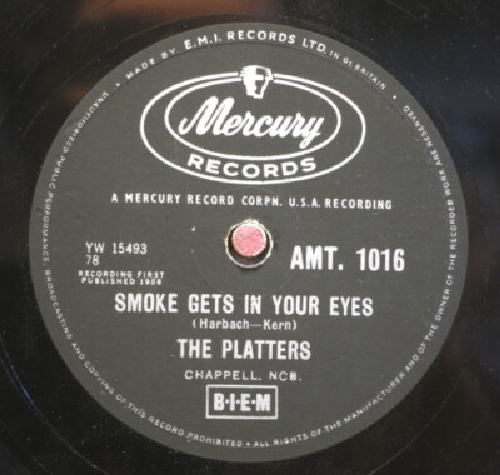 MADE BY E.M.I. RECORDS LTD. IN GT. BRITAIN • ALL RIGHTS OF THE MANUFACTURER AND OF THE OWNER OF THE RECORDED WORK ARE RESERVED • UNAUTHORISED PUBLIC PERFORMANCE, BROADCASTING AND COPYING OF THIS RECORD PROHIBITED •
Mercury
RECORDS
A MERCURY RECORD CORPN. U.S.A. RECORDING
YW 15493
78
AMT. 1016
RECORDING FIRST
PUBLISHED 1958
SMOKE GETS IN YOUR EYES
(Harbach—Kern)
THE PLATTERS
CHAPPELL. NCB.
B·I·E·M